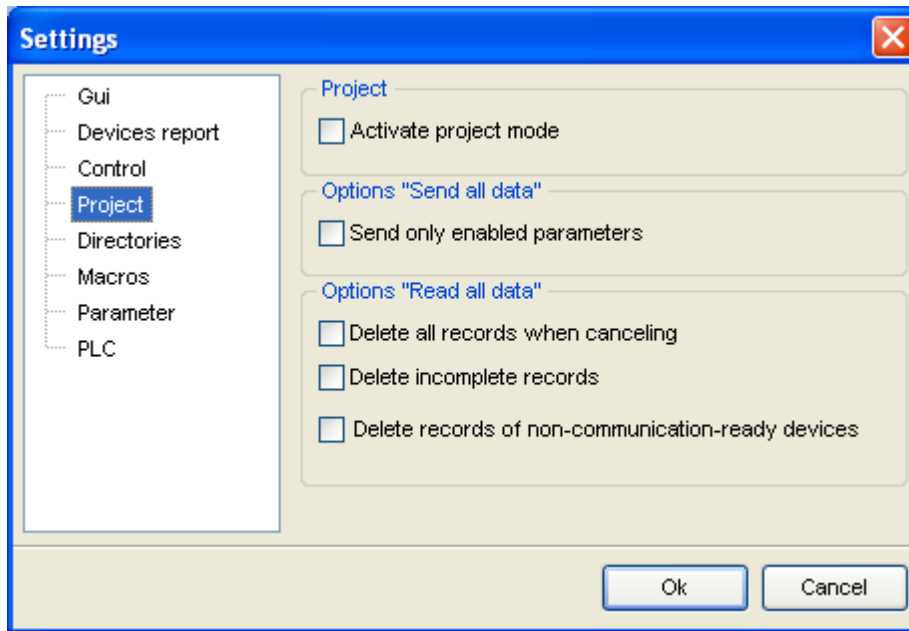 Settings
Gui
Devices report
Control
Project
Directories
Macros
Parameter
PLC
Project
Activate project mode
Options "Send all data"
Send only enabled parameters
Options "Read all data"
Delete all records when canceling
Delete incomplete records
Delete records of non-communication-ready devices
Ok
Cancel